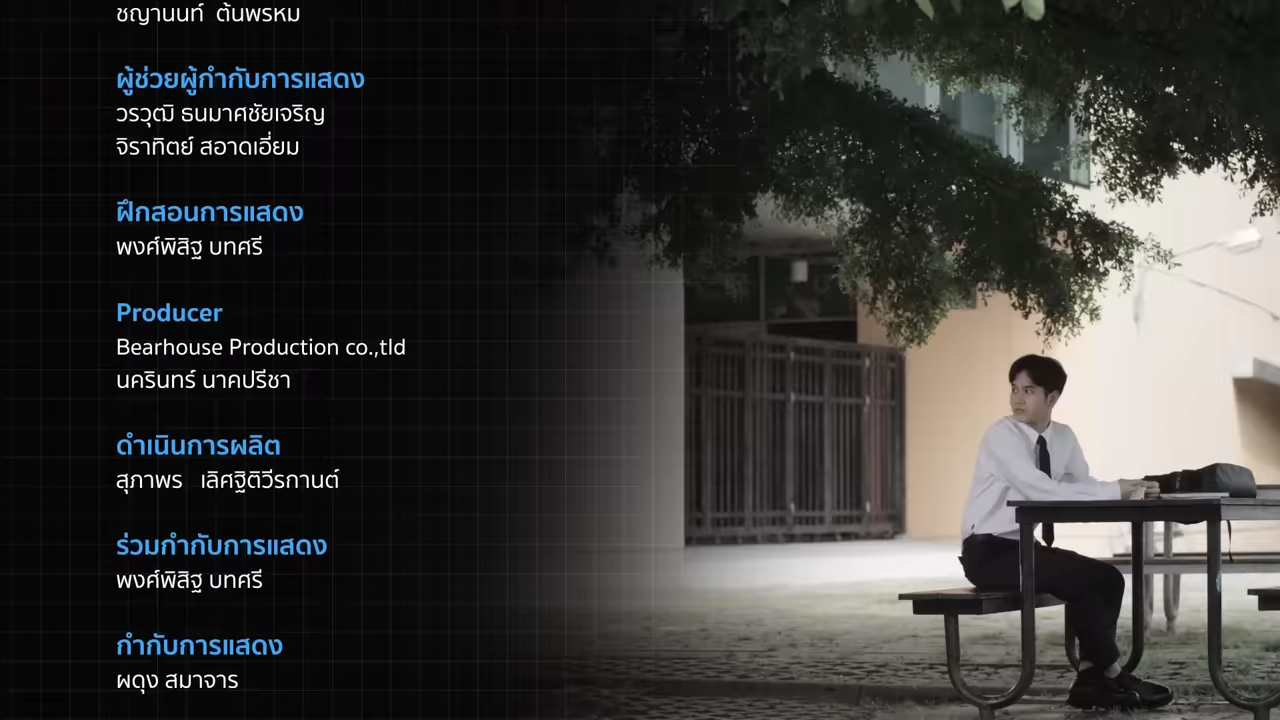 ชญานนท์  ต้นพรหม
ผู้ช่วยผู้กำกับการแสดง
วรวุฒิ ธนมาศชัยเจริญ
จิราทิตย์ สอาดเอี่ยม
ฝึกสอนการแสดง
พงศ์พิสิฐ บทศรี
Producer
Bearhouse Production co.,tld
นครินทร์ นาคปรีชา
ดำเนินการผลิต
สุภาพร   เลิศฐิติวีรกานต์
ร่วมกำกับการแสดง
พงศ์พิสิฐ บทศรี
กำกับการแสดง
ผดุง สมาจาร